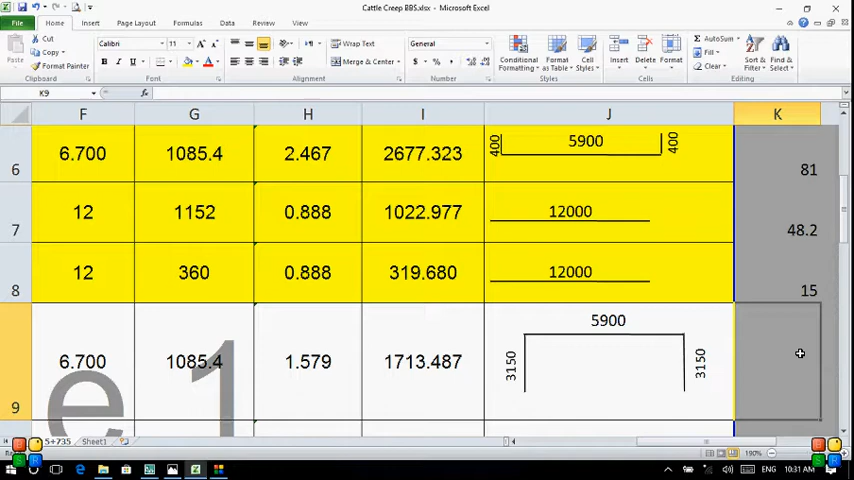 Cattle Creep BBS.xlsx - Microsoft Excel
File Home Insert Page Layout Formulas Data Review View
Cut
Copy
Format Painter
Paste
Clipboard
Calibri 11
B I U
Font
Wrap Text
Merge & Center
Alignment
General
$ % ,
Number
Conditional Formatting
Format as Table
Cell Styles
Styles
Insert Delete Format
Cells
AutoSum
Fill
Clear
Sort & Filter
Find & Select
Editing
K9 fx
F G H I J K
6 6.700 1085.4 2.467 2677.323 400 5900 400 81
7 12 1152 0.888 1022.977 12000 48.2
8 12 360 0.888 319.680 12000 15
9 6.700 1085.4 1.579 1713.487 3150 5900 3150
e 1
5+735 Sheet1
190%
ENG 10:31 AM